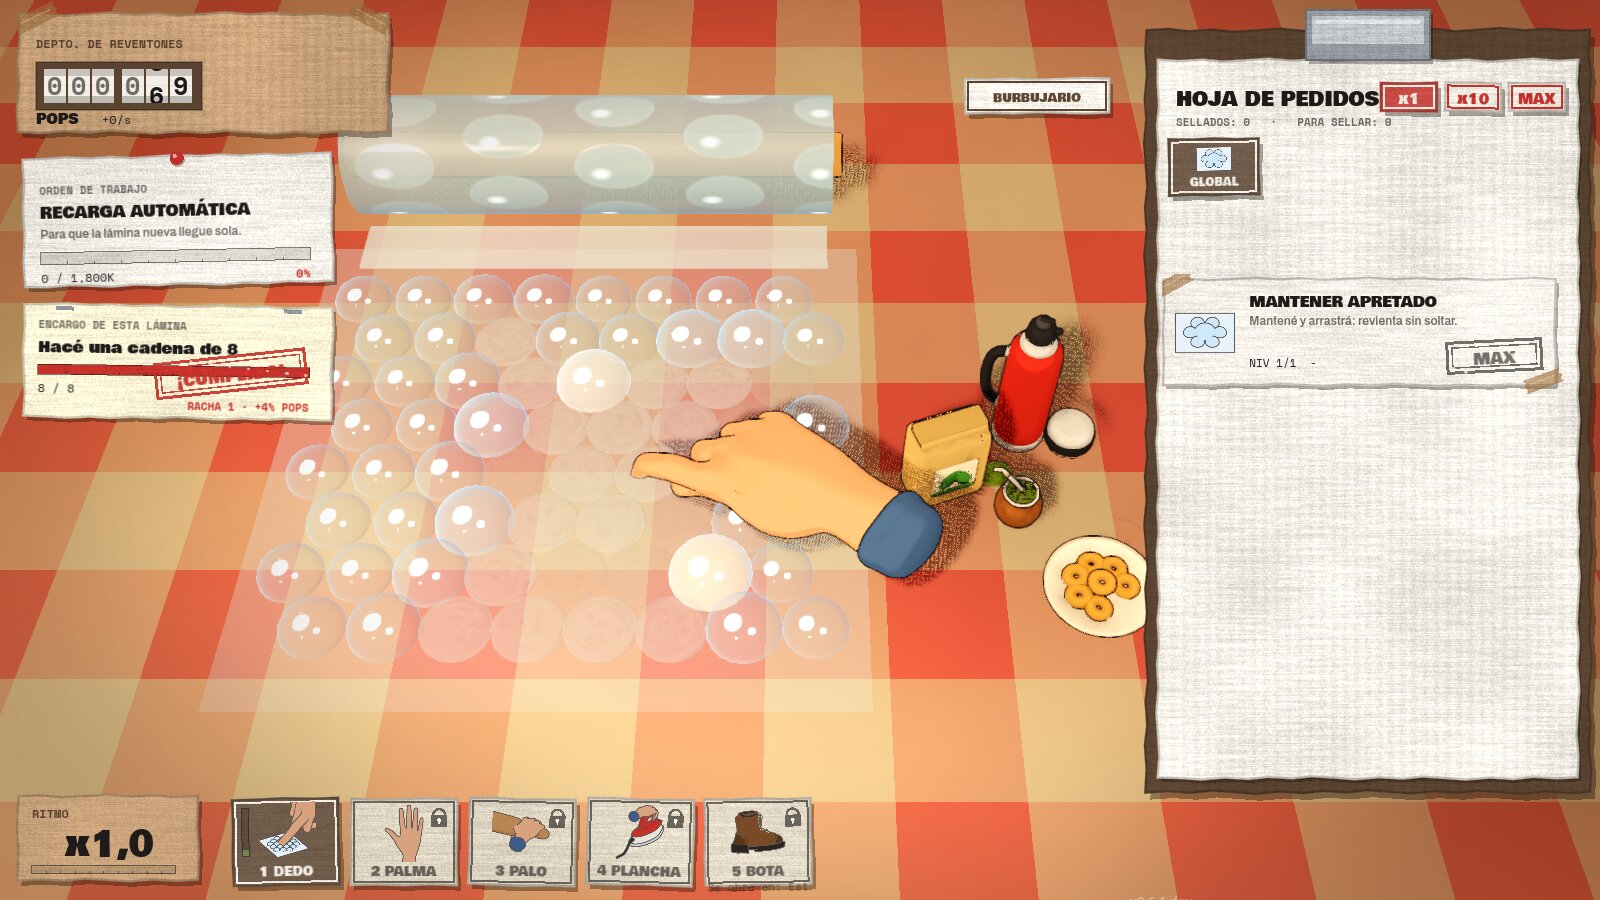 DEPTO. DE REVENTONES
POPS +0/s
ORDEN DE TRABAJO
RECARGA AUTOMÁTICA
Para que la lámina nueva llegue sola.
0 / 1.800K 0%
ENCARGO DE ESTA LÁMINA
Hacé una cadena de 8
8 / 8
RACHA 1 · +4% POPS
BURBUJARIO
HOJA DE PEDIDOS x1 x10 MAX
SELLADOS: 0 · PARA SELLAR: 0
GLOBAL
MANTENER APRETADO
Mantené y arrastrá: revienta sin soltar.
NIV 1/1 - MAX
RITMO
x1,0
1 DEDO
2 PALMA
3 PALO
4 PLANCHA
5 BOTA